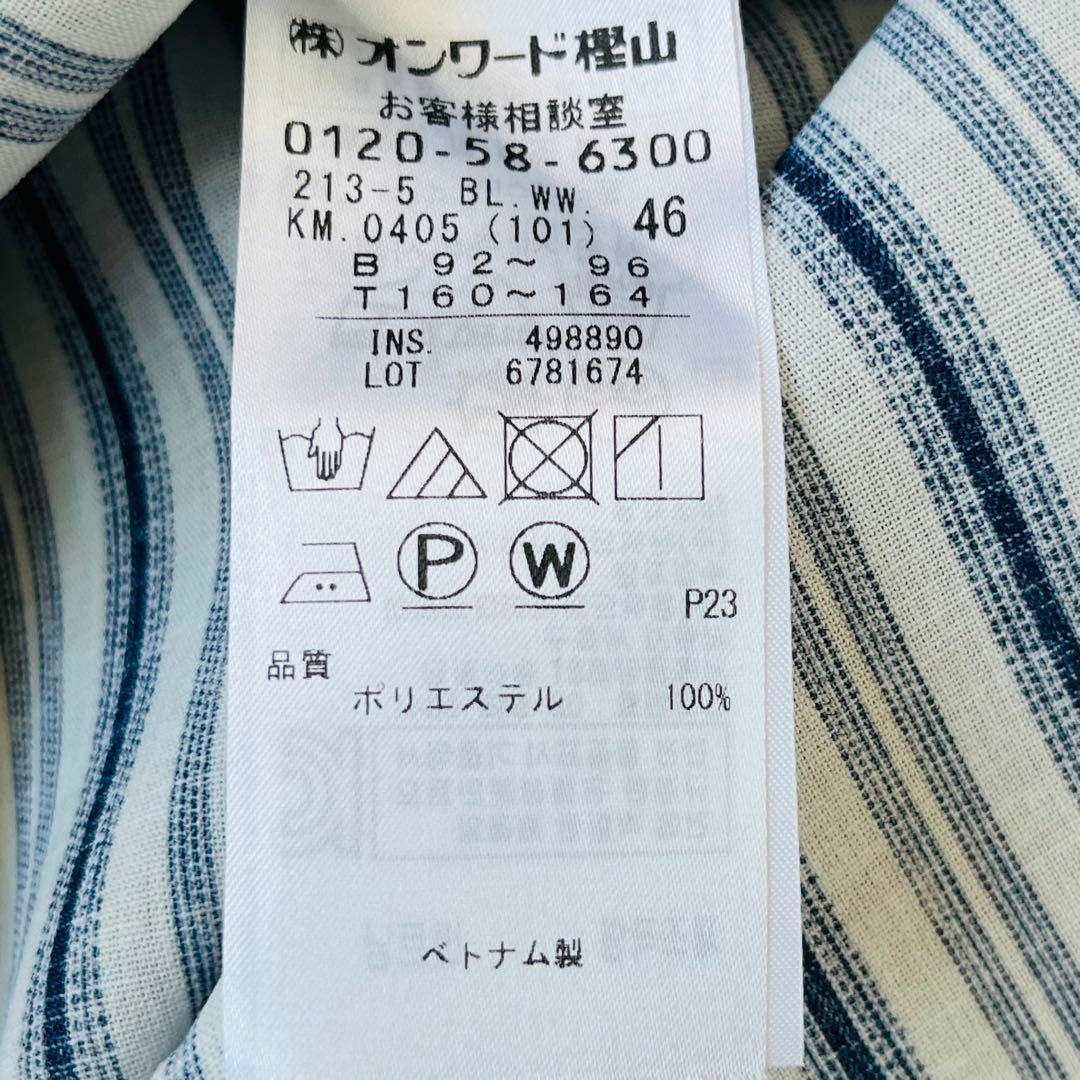 (株)オンワード樫山
お客様相談室
0120-58-6300
213-5 BL.WW. 46
KM.0405 (101)
B 92～ 96
T160～164
INS. 498890
LOT 6781674
P W
P23
品質
ポリエステル 100%
ベトナム製